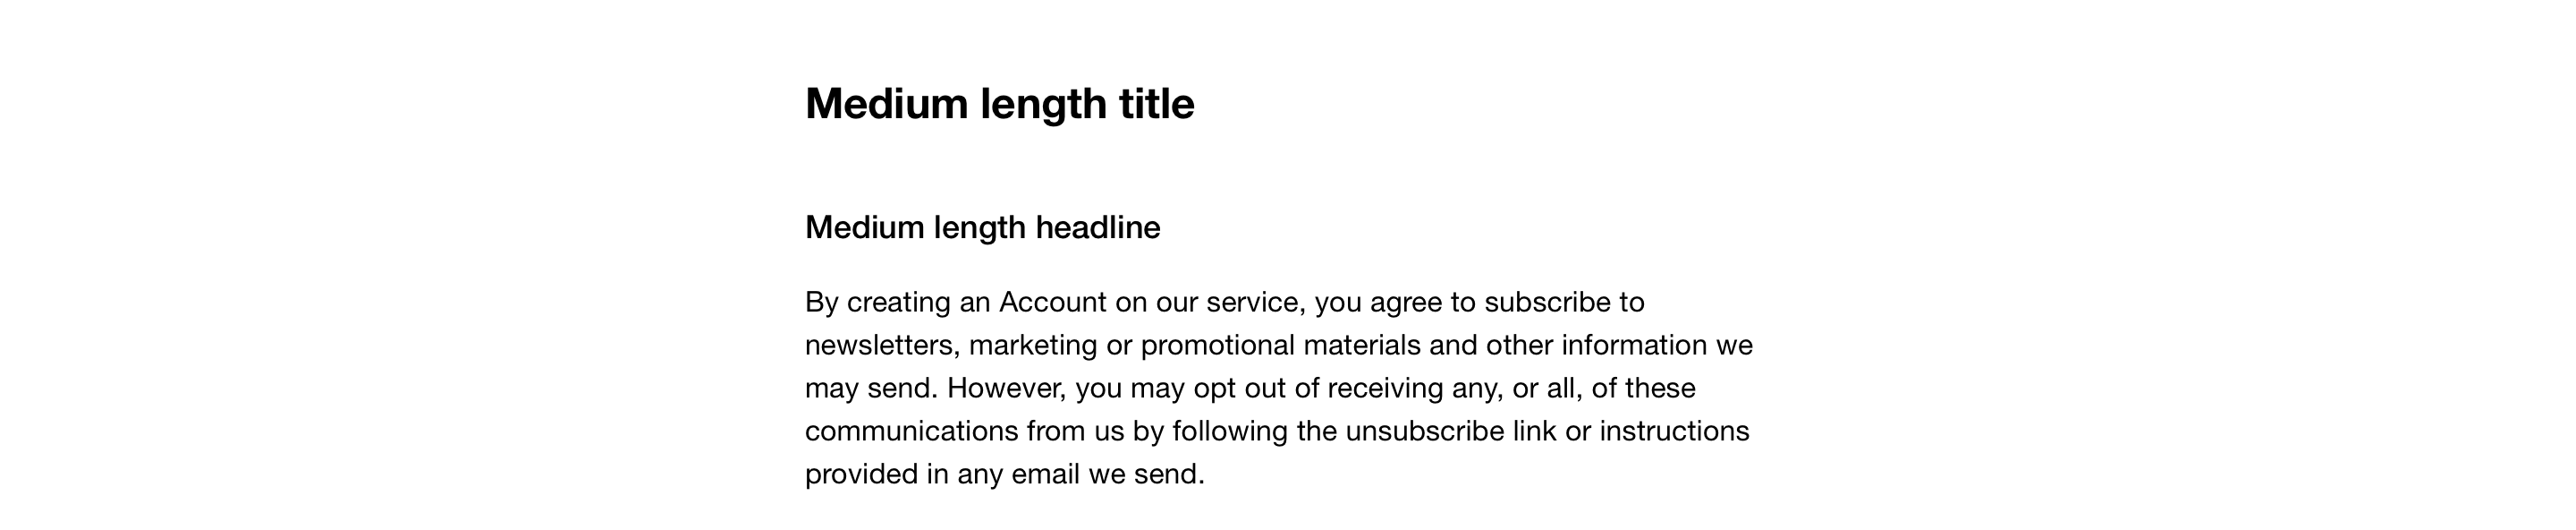 Medium length title
Medium length headline
By creating an Account on our service, you agree to subscribe to
newsletters, marketing or promotional materials and other information we
may send. However, you may opt out of receiving any, or all, of these
communications from us by following the unsubscribe link or instructions
provided in any email we send.